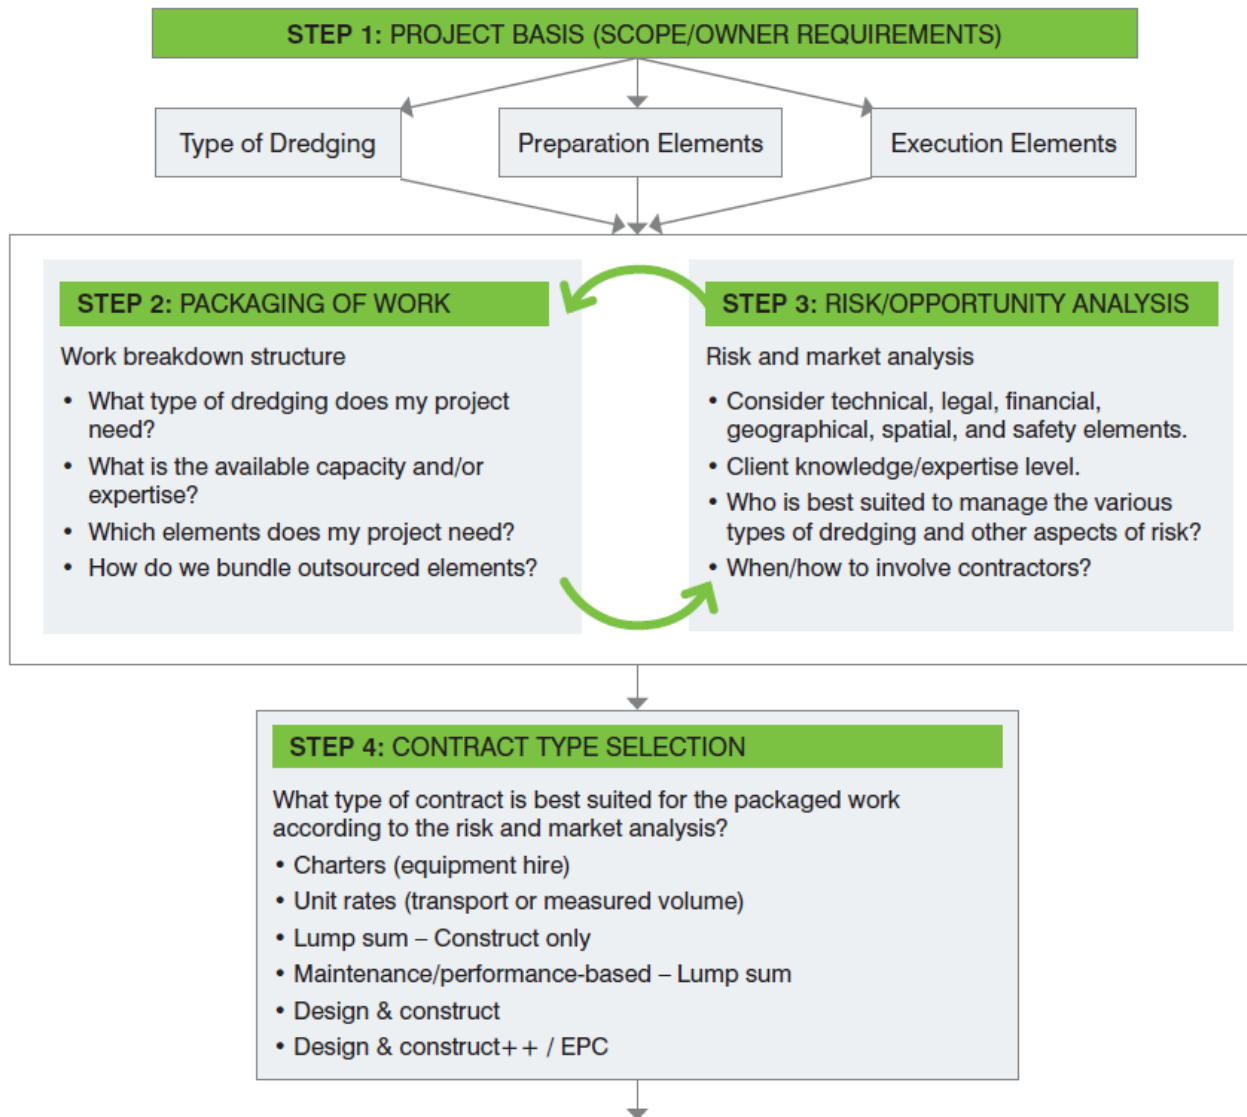 STEP 1: PROJECT BASIS (SCOPE/OWNER REQUIREMENTS)
Type of Dredging
Preparation Elements
Execution Elements
STEP 2: PACKAGING OF WORK
Work breakdown structure
• What type of dredging does my project
need?
• What is the available capacity and/or
expertise?
• Which elements does my project need?
• How do we bundle outsourced elements?
STEP 3: RISK/OPPORTUNITY ANALYSIS
Risk and market analysis
• Consider technical, legal, financial,
geographical, spatial, and safety elements.
• Client knowledge/expertise level.
• Who is best suited to manage the various
types of dredging and other aspects of risk?
• When/how to involve contractors?
STEP 4: CONTRACT TYPE SELECTION
What type of contract is best suited for the packaged work
according to the risk and market analysis?
• Charters (equipment hire)
• Unit rates (transport or measured volume)
• Lump sum – Construct only
• Maintenance/performance-based – Lump sum
• Design & construct
• Design & construct++ / EPC